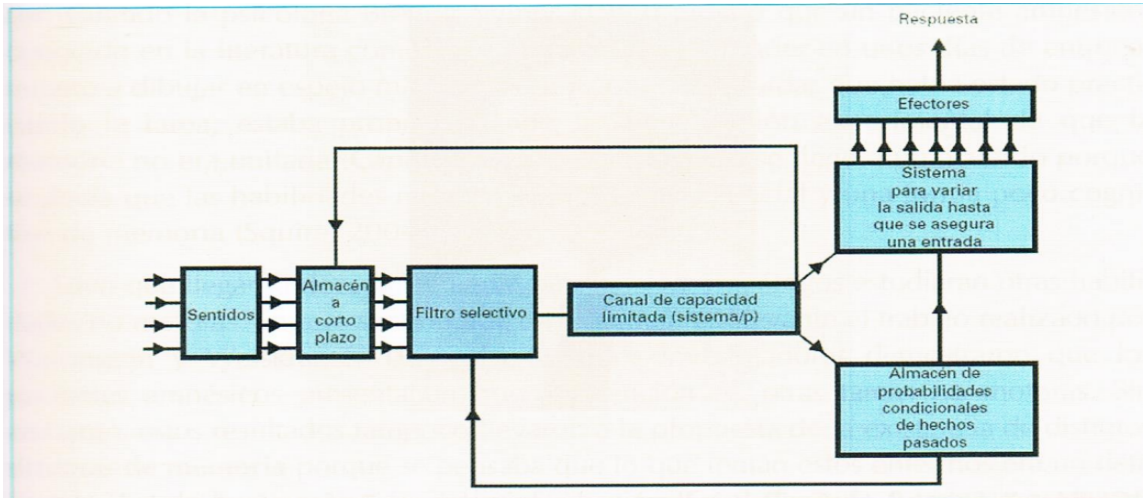 Respuesta
Efectores
Sistema
para variar
la salida hasta
que se asegura
una entrada
Sentidos
Almacén
a
corto
plazo
Filtro selectivo
Canal de capacidad
limitada (sistema/p)
Almacén de
probabilidades
condicionales
de hechos
pasados